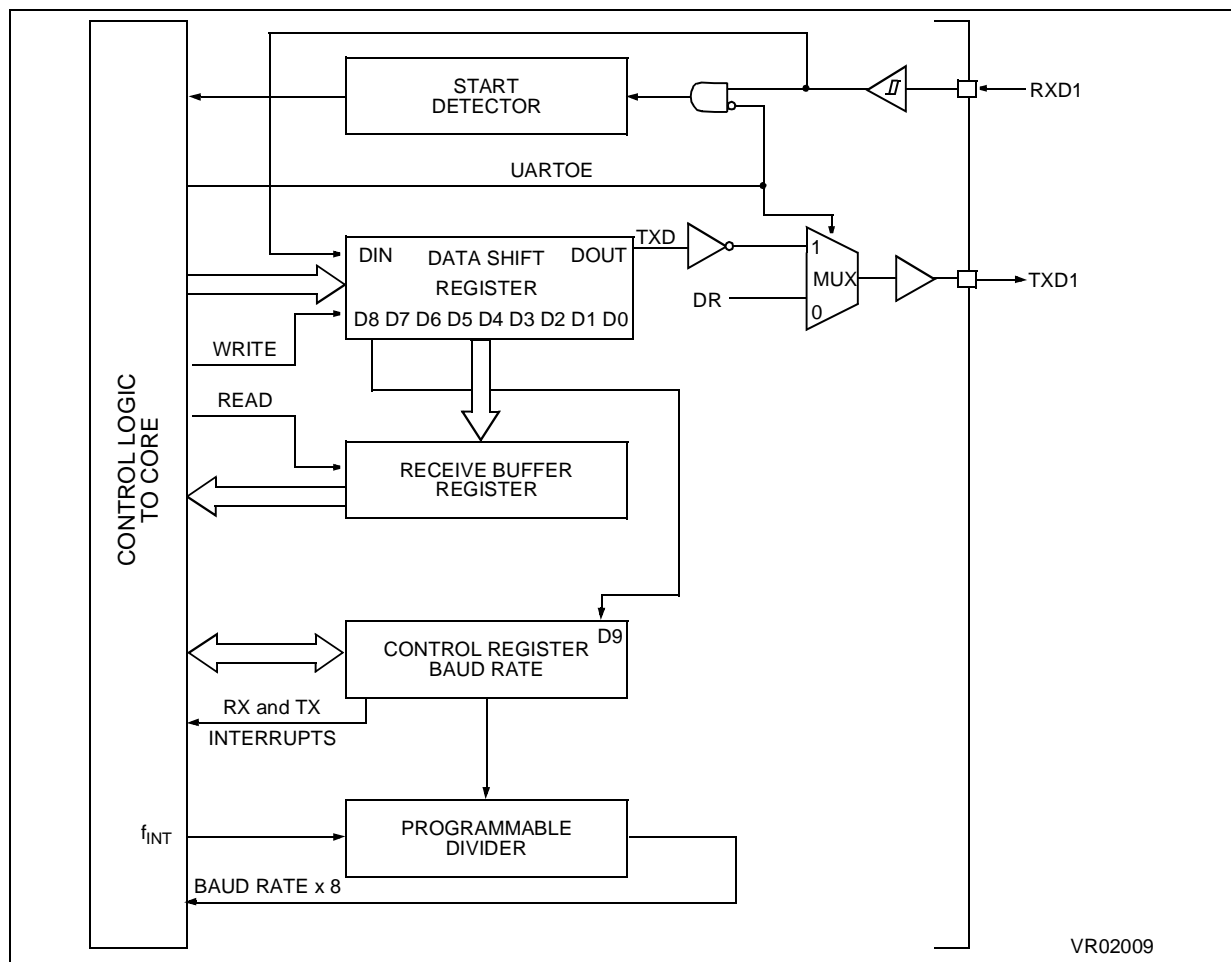 START
DETECTOR
RXD1
UARTOE
TXD
DIN DATA SHIFT DOUT
REGISTER
D8 D7 D6 D5 D4 D3 D2 D1 D0
1
MUX
0
DR
TXD1
WRITE
READ
CONTROL LOGIC
TO CORE
RECEIVE BUFFER
REGISTER
D9
CONTROL REGISTER
BAUD RATE
RX and TX
INTERRUPTS
fINT
PROGRAMMABLE
DIVIDER
BAUD RATE x 8
VR02009